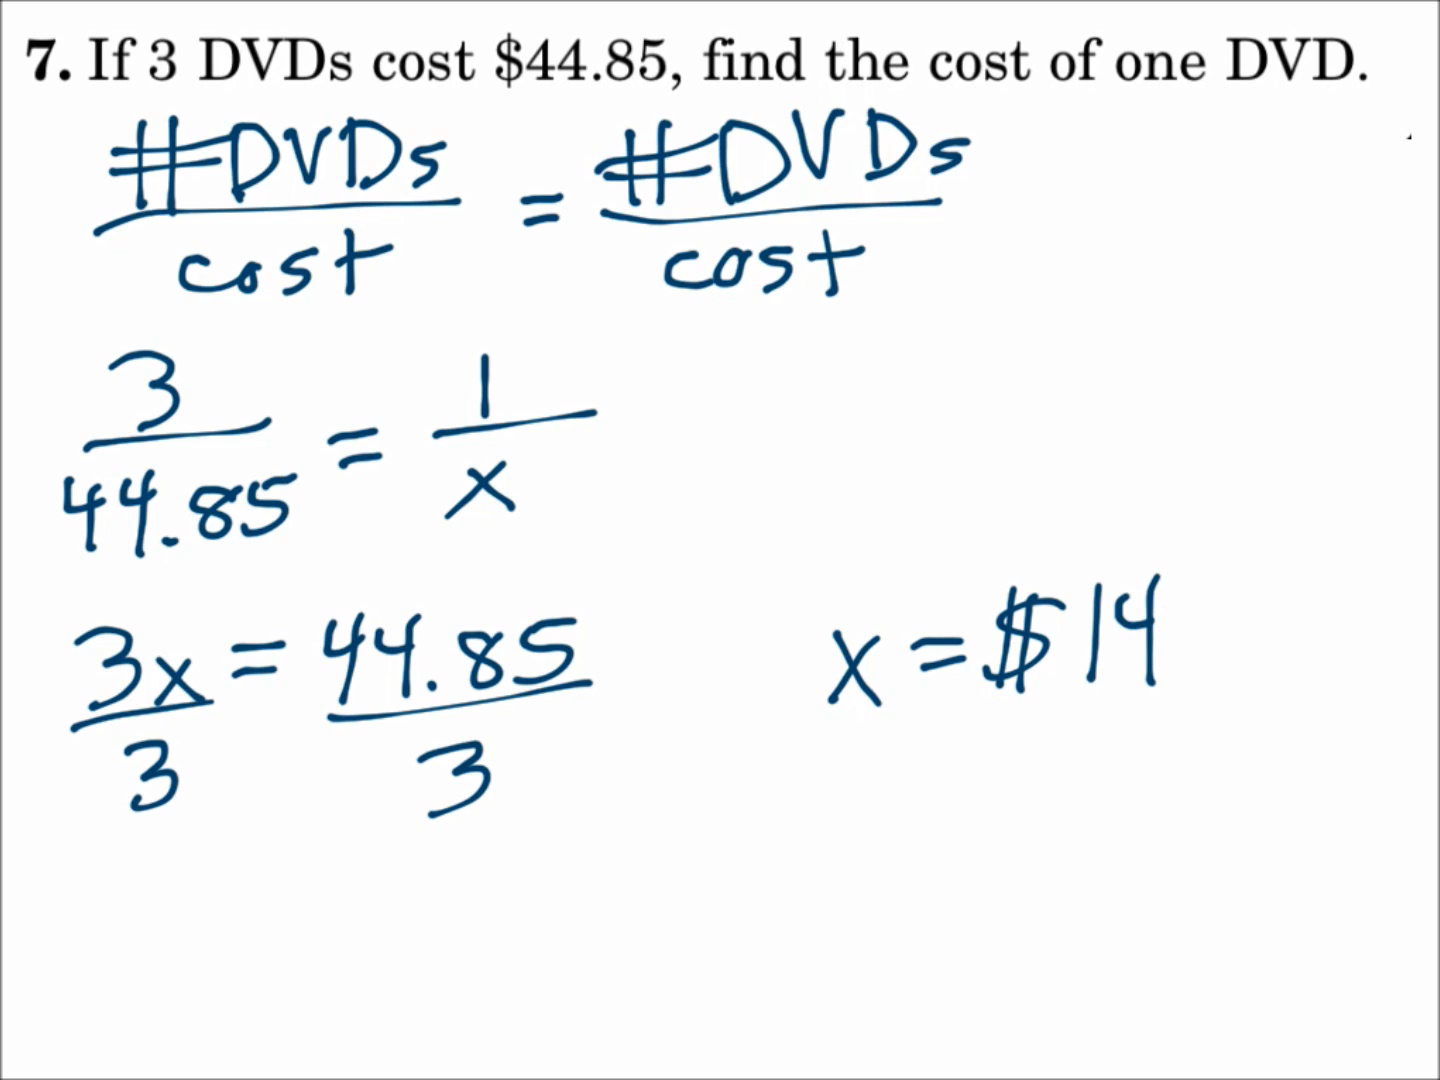 7. If 3 DVDs cost $44.85, find the cost of one DVD.
#DVDs = #DVDs
cost cost
3 = 1
44.85 x
3x = 44.85 x = $14
3 3